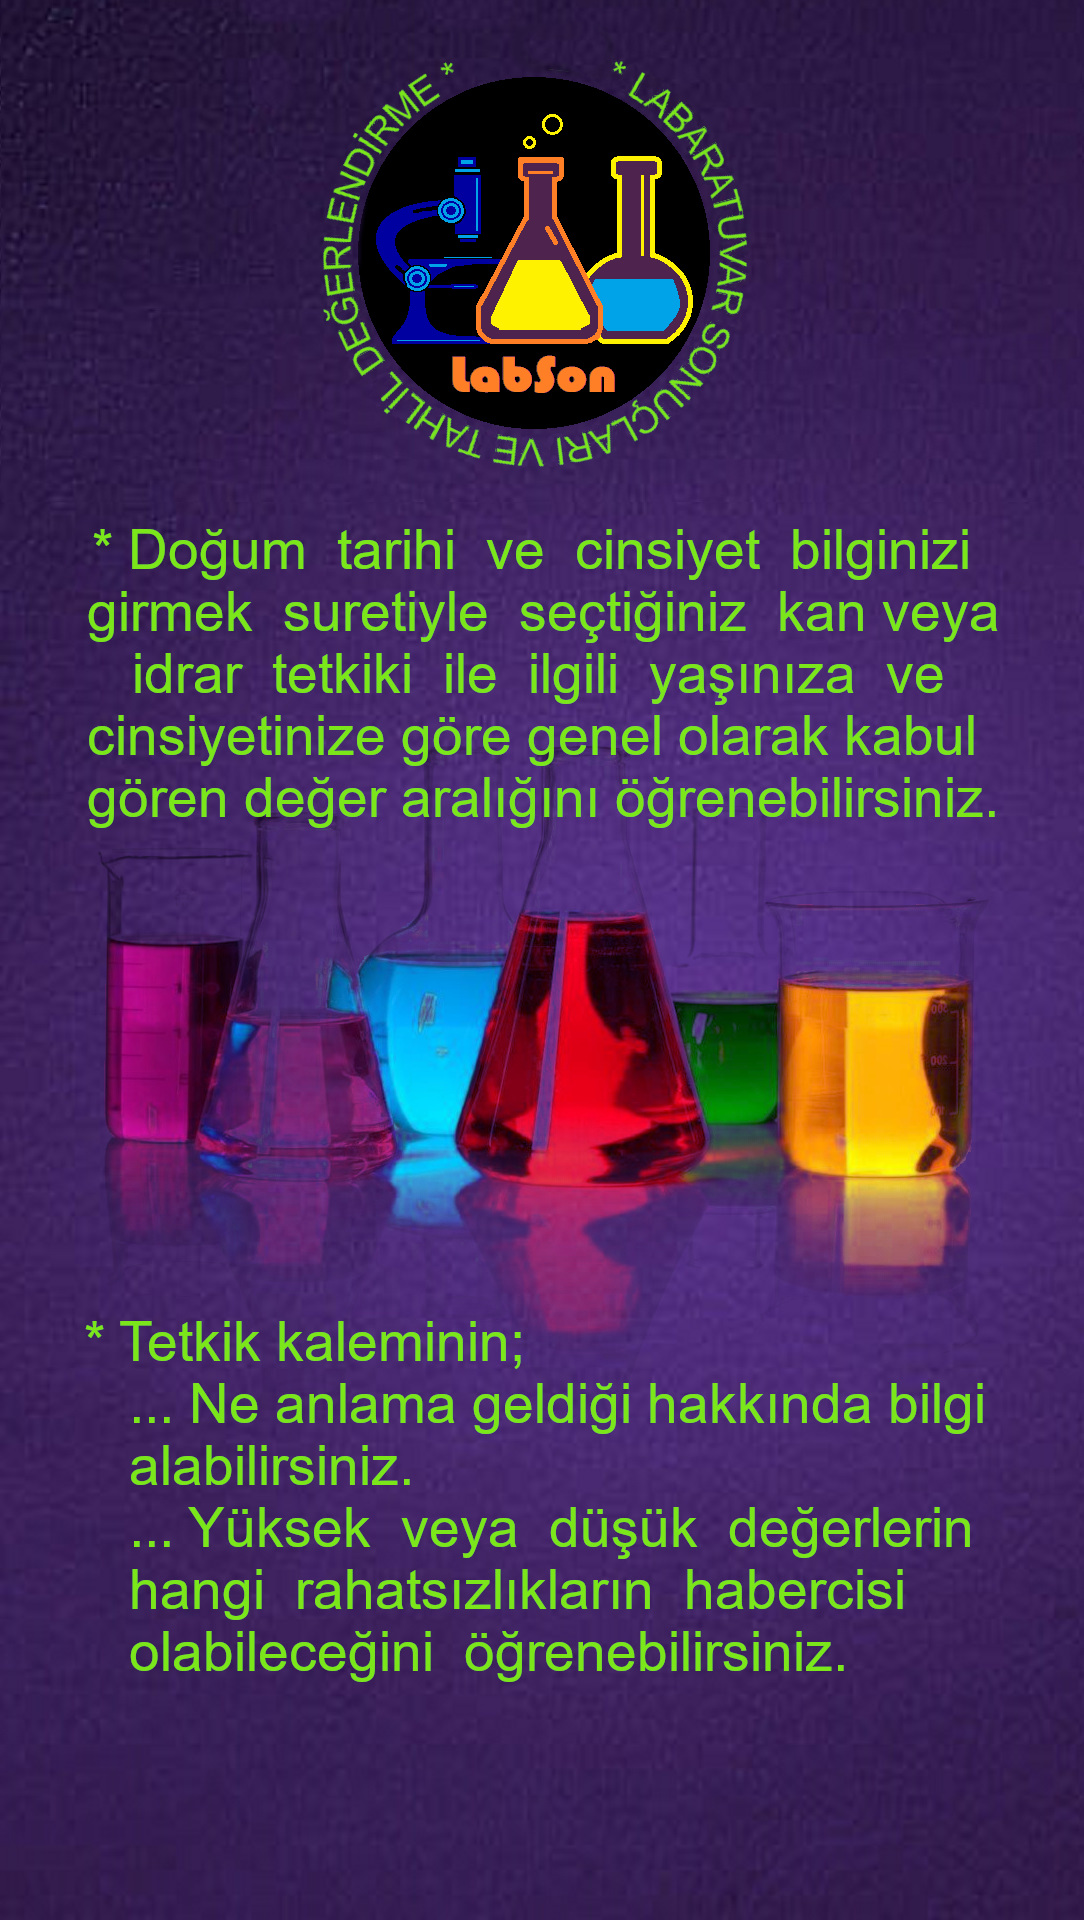 * LABARATUVAR SONUÇLARI VE TAHLİL DEĞERLENDİRME *
LabSon
* Doğum tarihi ve cinsiyet bilginizi
girmek suretiyle seçtiğiniz kan veya
idrar tetkiki ile ilgili yaşınıza ve
cinsiyetinize göre genel olarak kabul
gören değer aralığını öğrenebilirsiniz.
* Tetkik kaleminin;
... Ne anlama geldiği hakkında bilgi
alabilirsiniz.
... Yüksek veya düşük değerlerin
hangi rahatsızlıkların habercisi
olabileceğini öğrenebilirsiniz.